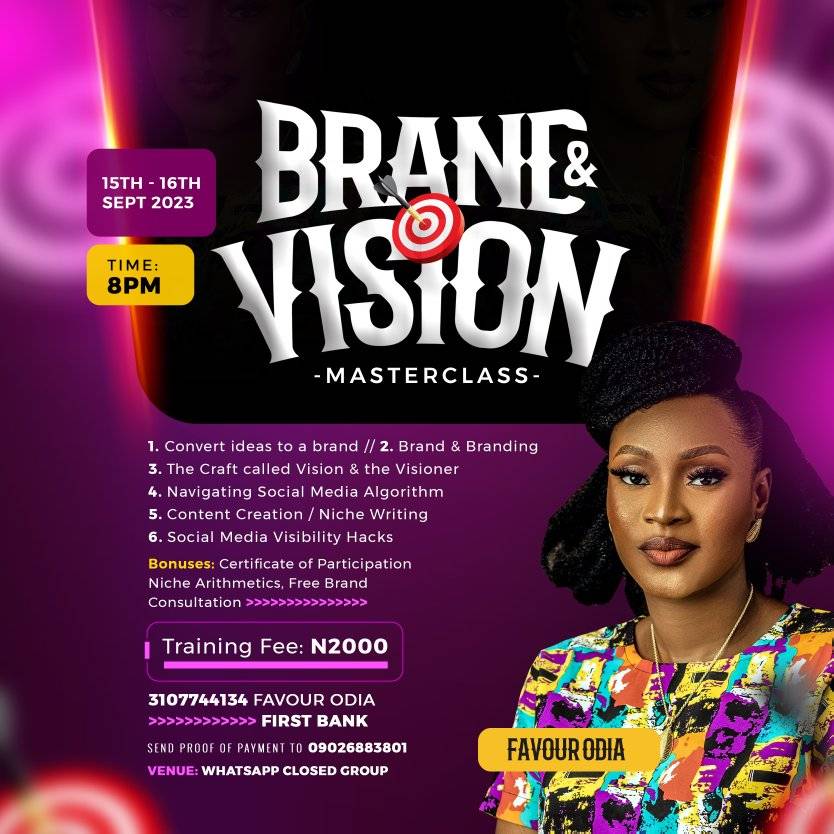 BRAND
&
VISION
-MASTERCLASS-
15TH - 16TH
SEPT 2023
TIME:
8PM
1. Convert ideas to a brand // 2. Brand & Branding
3. The Craft called Vision & the Visioner
4. Navigating Social Media Algorithm
5. Content Creation / Niche Writing
6. Social Media Visibility Hacks
Bonuses: Certificate of Participation
Niche Arithmetics, Free Brand
Consultation >>>>>>>>>>>>>>>
Training Fee: N2000
3107744134 FAVOUR ODIA
>>>>>>>>>>>> FIRST BANK
SEND PROOF OF PAYMENT TO 09026883801
VENUE: WHATSAPP CLOSED GROUP
FAVOUR ODIA